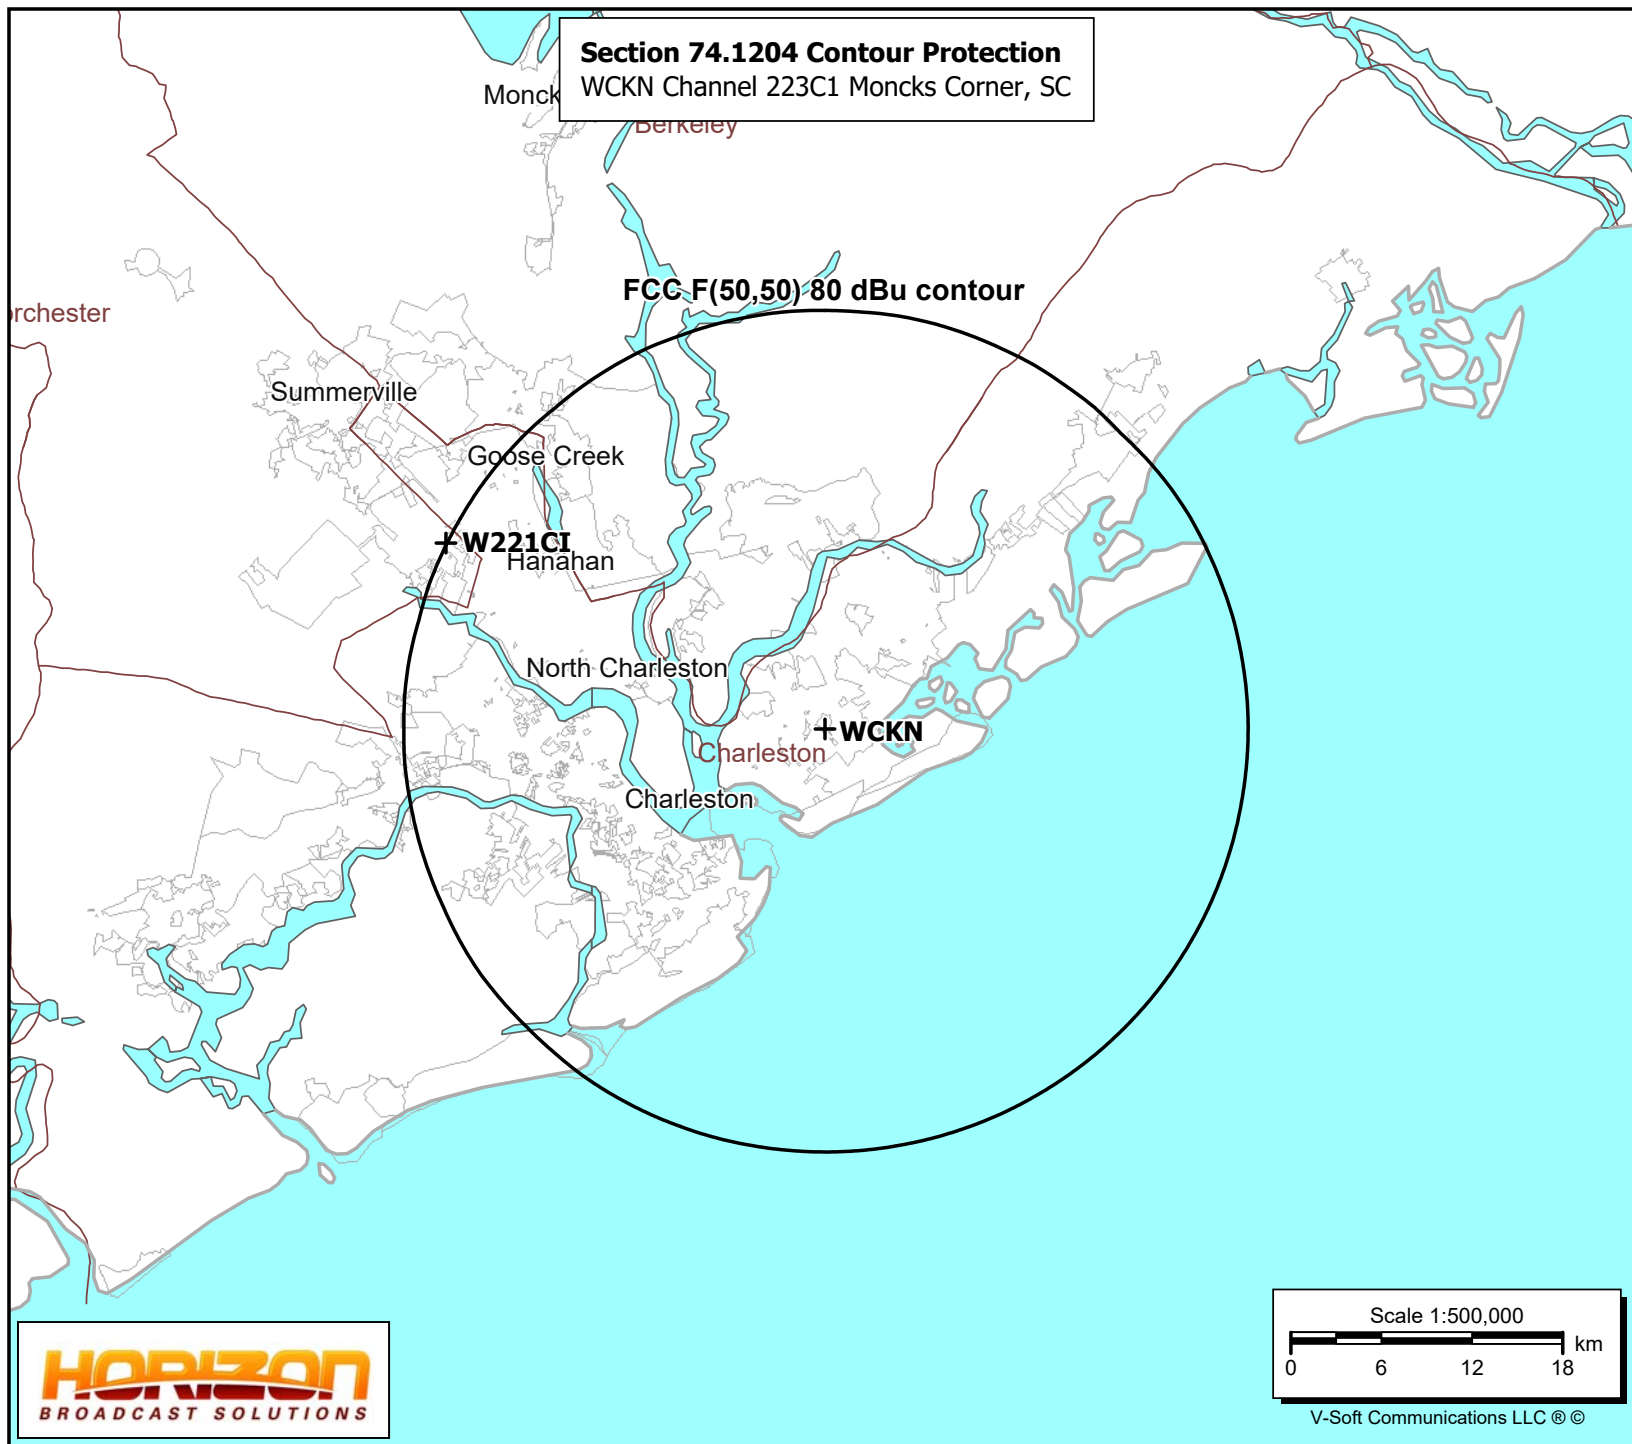 Section 74.1204 Contour Protection
WCKN Channel 223C1 Moncks Corner, SC
Monck
Berkeley
FCC F(50,50) 80 dBu contour
orchester
Summerville
Goose Creek
W221CI
Hanahan
North Charleston
WCKN
Charleston
Charleston
Scale 1:500,000
km
0 6 12 18
V-Soft Communications LLC ® ©
HORIZON
BROADCAST SOLUTIONS